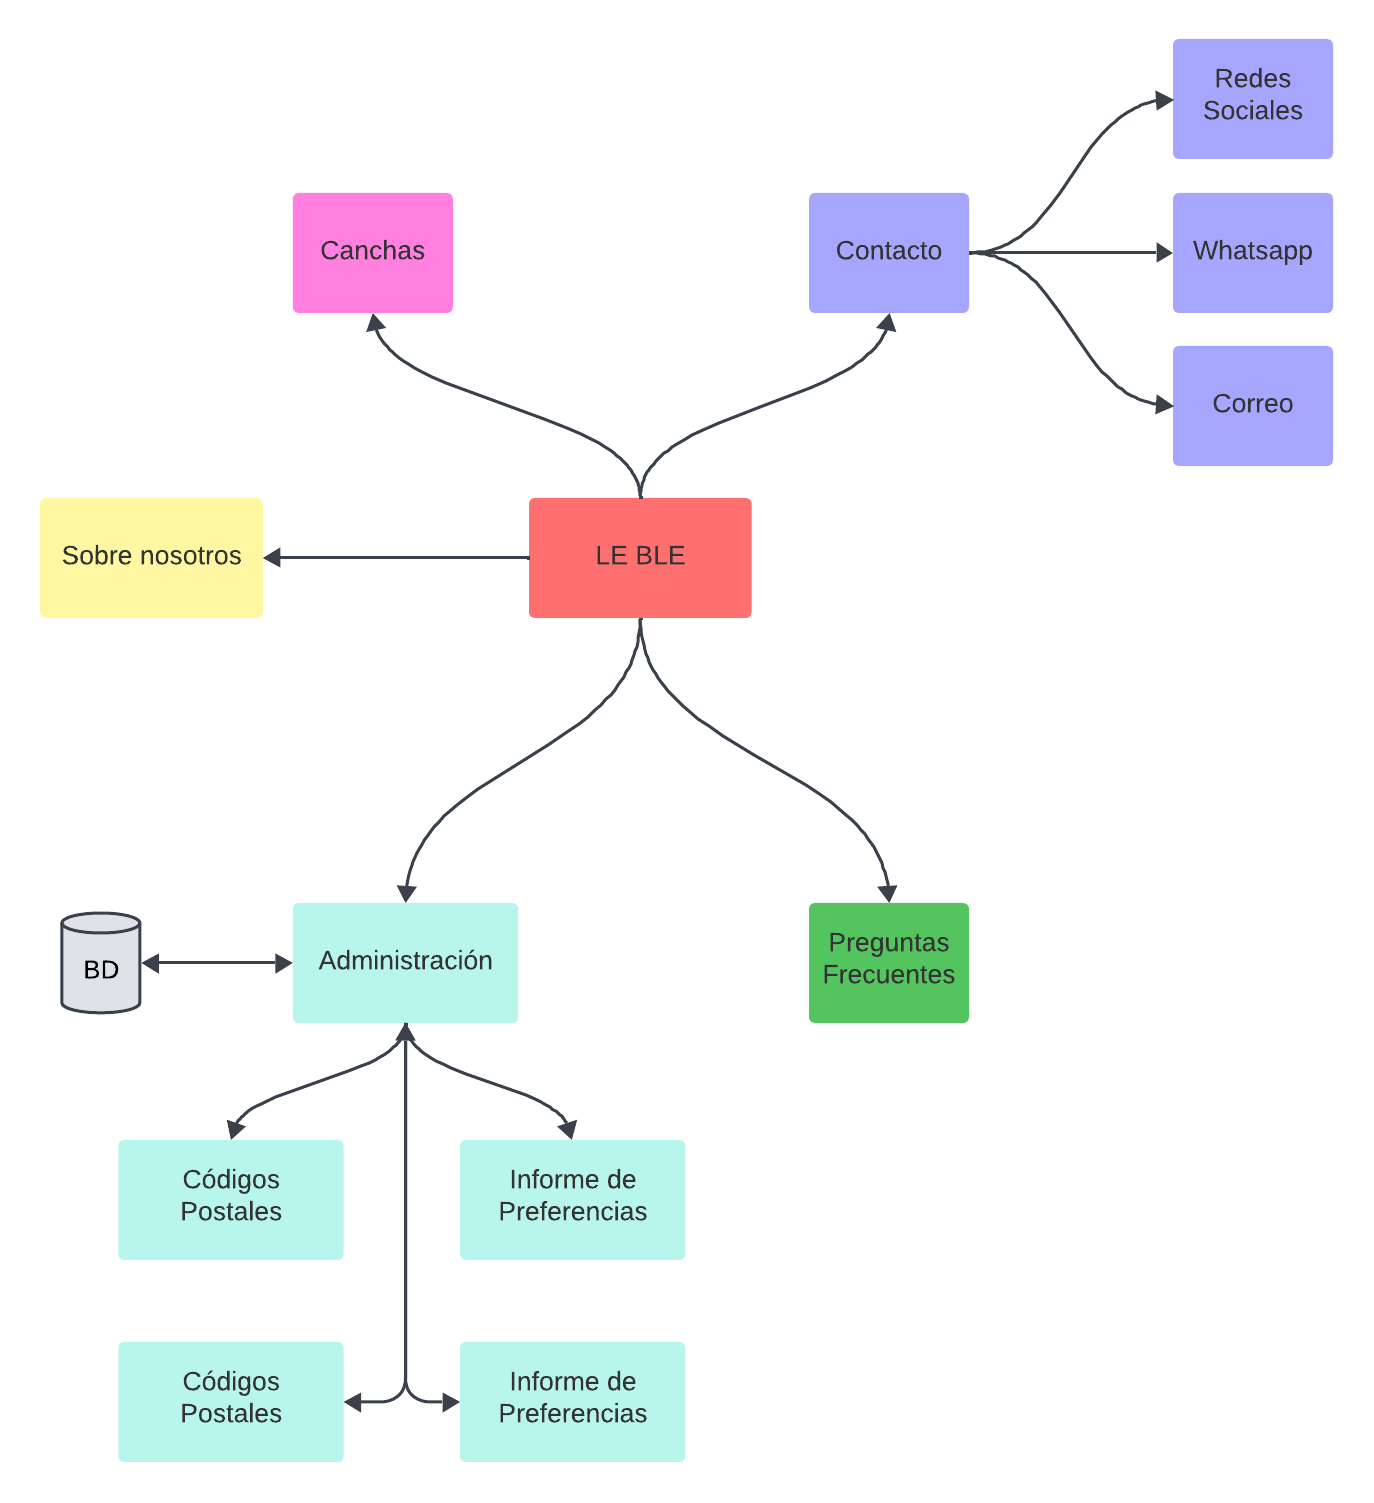 Redes
Sociales
Canchas
Contacto
Whatsapp
Correo
Sobre nosotros
LE BLE
BD
Administración
Preguntas
Frecuentes
Códigos
Postales
Informe de
Preferencias
Códigos
Postales
Informe de
Preferencias